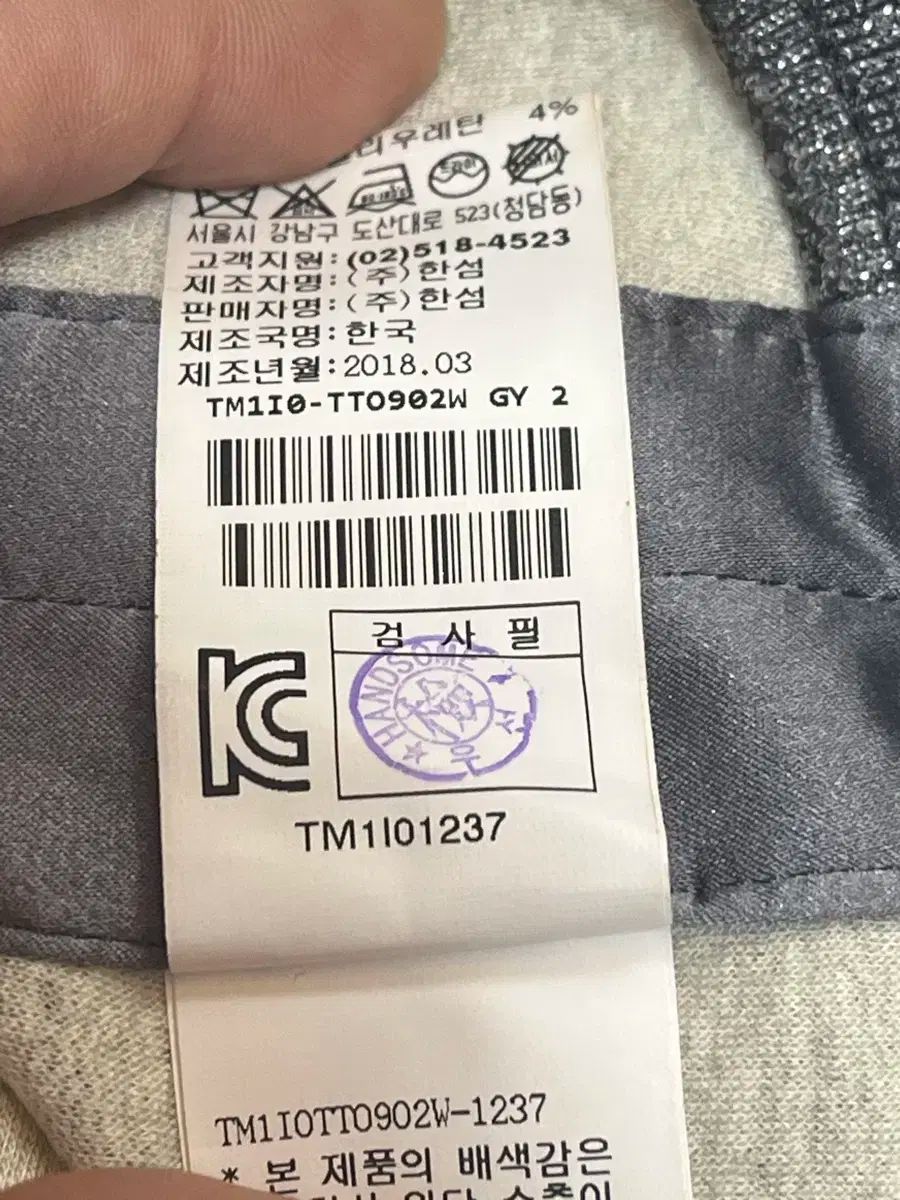 우레탄 4%
서울시 강남구 도산대로 523(청담동)
고객지원:(02)518-4523
제조자명:(주)한섬
판매자명:(주)한섬
제조국명:한국
제조년월:2018.03
TM1I0-TTO902W GY 2
검 사 필
KC
HANDSOME
TM1I01237
TM1IOTTO902W-1237
* 본 제품의 배색감은